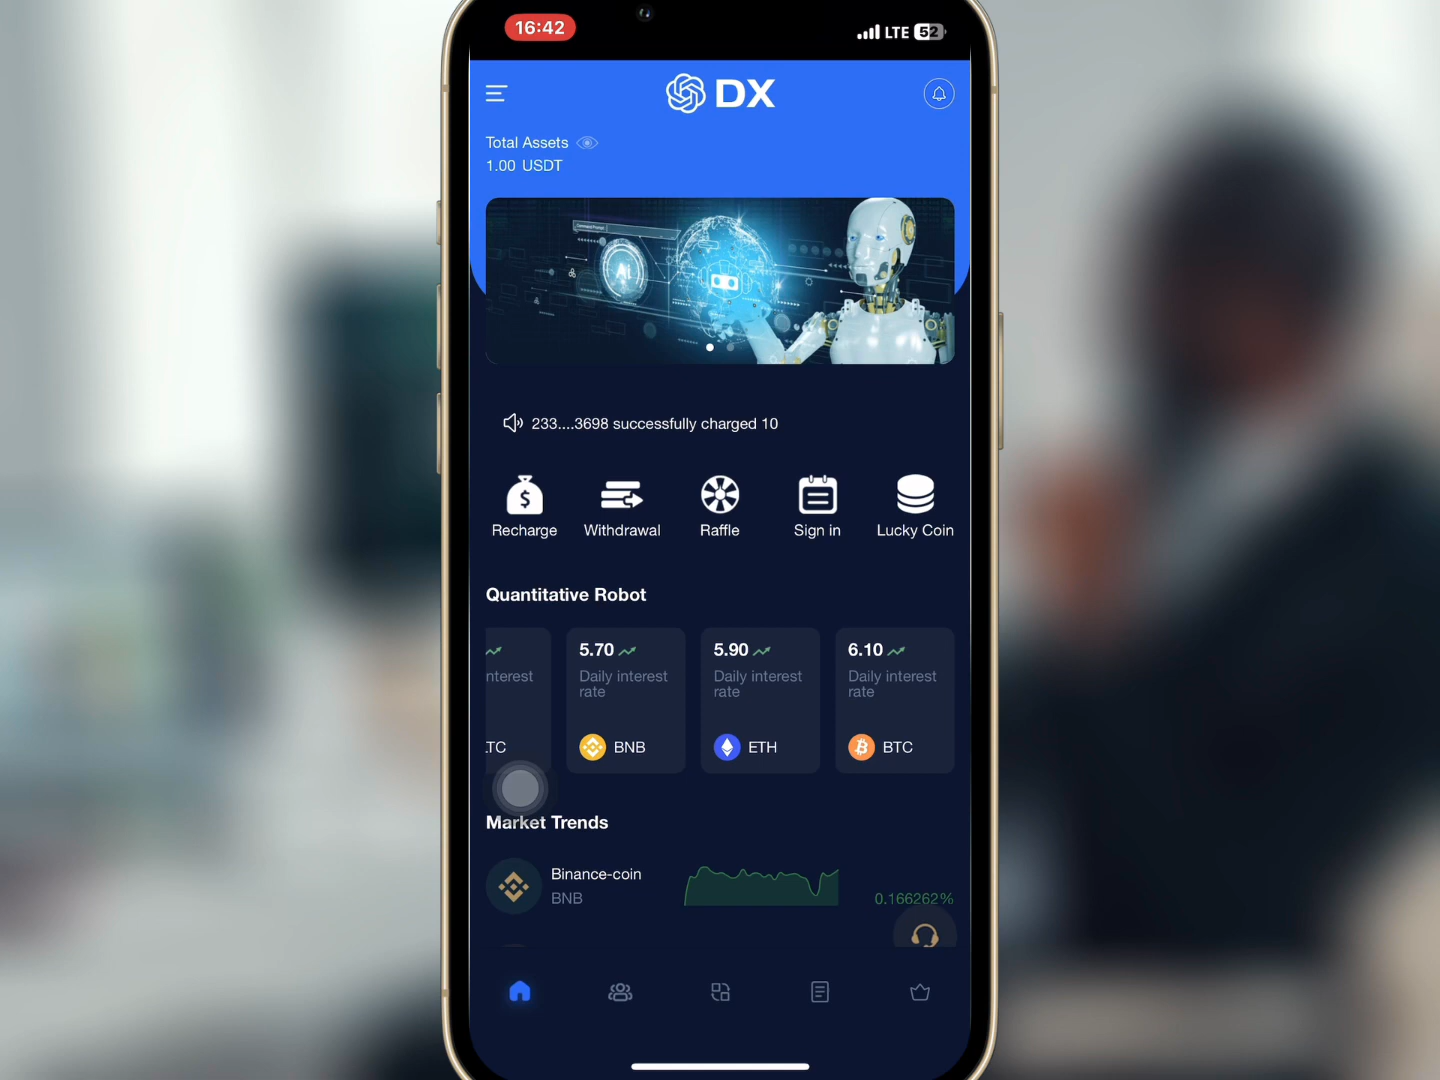 16:42
LTE 52
DX
Total Assets
1.00 USDT
Ai
233....3698 successfully charged 10
Recharge
Withdrawal
Raffle
Sign in
Lucky Coin
Quantitative Robot
nterest
TC
5.70
Daily interest
rate
BNB
5.90
Daily interest
rate
ETH
6.10
Daily interest
rate
BTC
Market Trends
Binance-coin
BNB
0.166262%